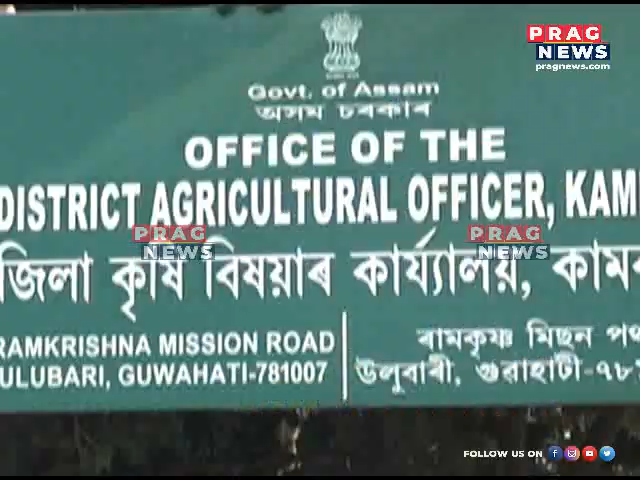 PRAG
NEWS
pragnews.com
Govt. of Assam
অসম চৰকাৰ
OFFICE OF THE
DISTRICT AGRICULTURAL OFFICER, KAM
PRAG NEWS
PRAG NEWS
জিলা কৃষি বিষয়াৰ কাৰ্য্যালয়, কামৰ
RAMKRISHNA MISSION ROAD
ULUBARI, GUWAHATI-781007
ৰামকৃষ্ণ মিছন পথ
উলুবাৰী, গুৱাহাটী-৭৮
FOLLOW US ON